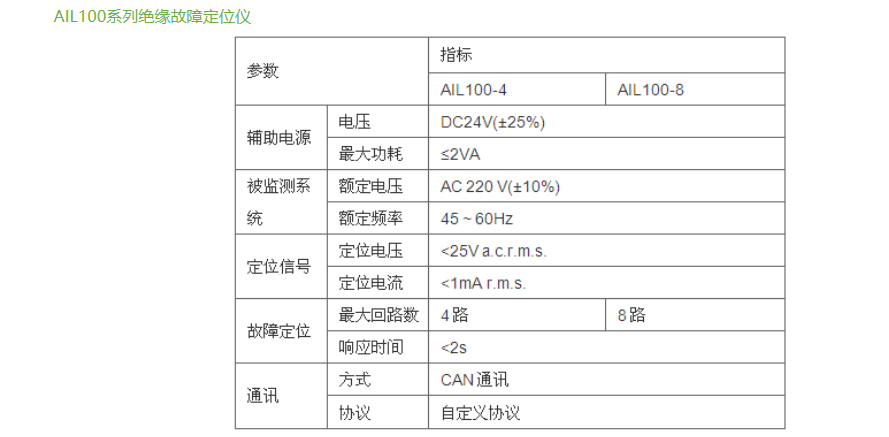 AIL100系列绝缘故障定位仪
参数
指标
AIL100-4 AIL100-8
辅助电源
电压 DC24V(±25%)
最大功耗 ≤2VA
被监测系
统
额定电压 AC 220 V(±10%)
额定频率 45 ~ 60Hz
定位信号
定位电压 <25V a.c.r.m.s.
定位电流 <1mA r.m.s.
故障定位
最大回路数 4 路 8 路
响应时间 <2s
通讯
方式 CAN 通讯
协议 自定义协议